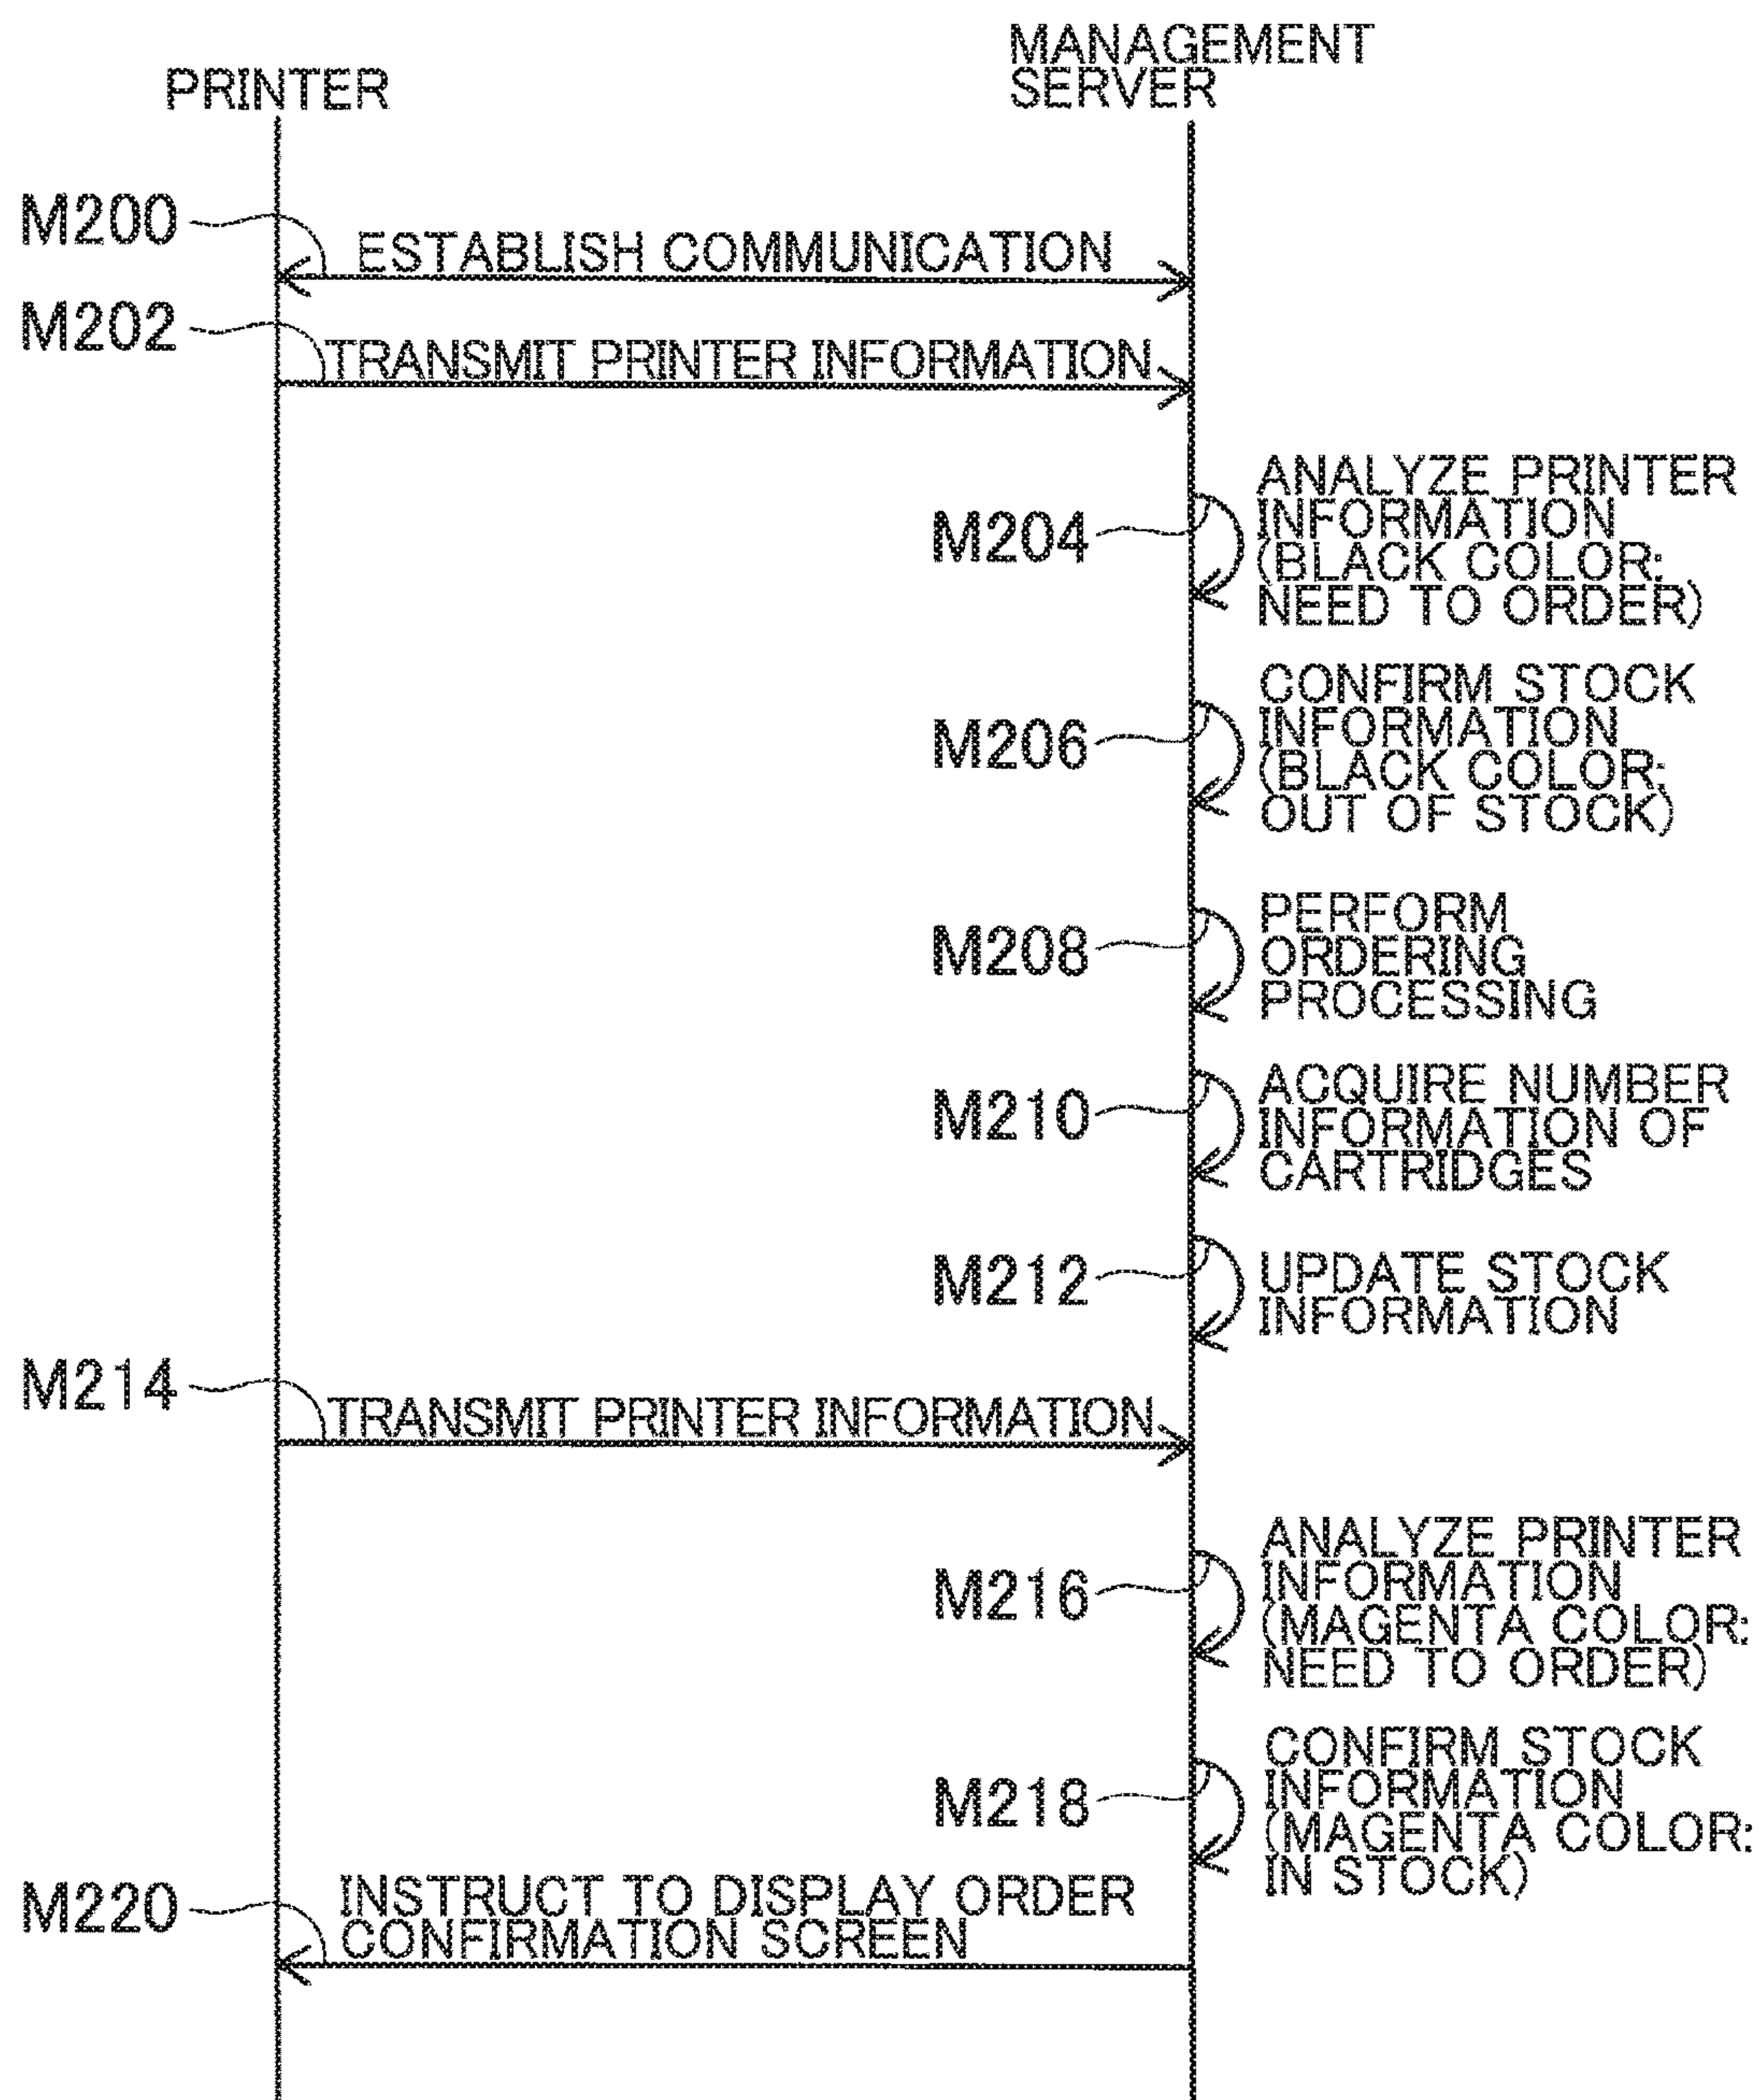 PRINTER
MANAGEMENT
SERVER
M200
ESTABLISH COMMUNICATION
M202
TRANSMIT PRINTER INFORMATION
M204
ANALYZE PRINTER
INFORMATION
(BLACK COLOR:
NEED TO ORDER)
M206
CONFIRM STOCK
INFORMATION
(BLACK COLOR:
OUT OF STOCK)
M208
PERFORM
ORDERING
PROCESSING
M210
ACQUIRE NUMBER
INFORMATION OF
CARTRIDGES
M212
UPDATE STOCK
INFORMATION
M214
TRANSMIT PRINTER INFORMATION
M216
ANALYZE PRINTER
INFORMATION
(MAGENTA COLOR:
NEED TO ORDER)
M218
CONFIRM STOCK
INFORMATION
(MAGENTA COLOR:
IN STOCK)
M220
INSTRUCT TO DISPLAY ORDER
CONFIRMATION SCREEN